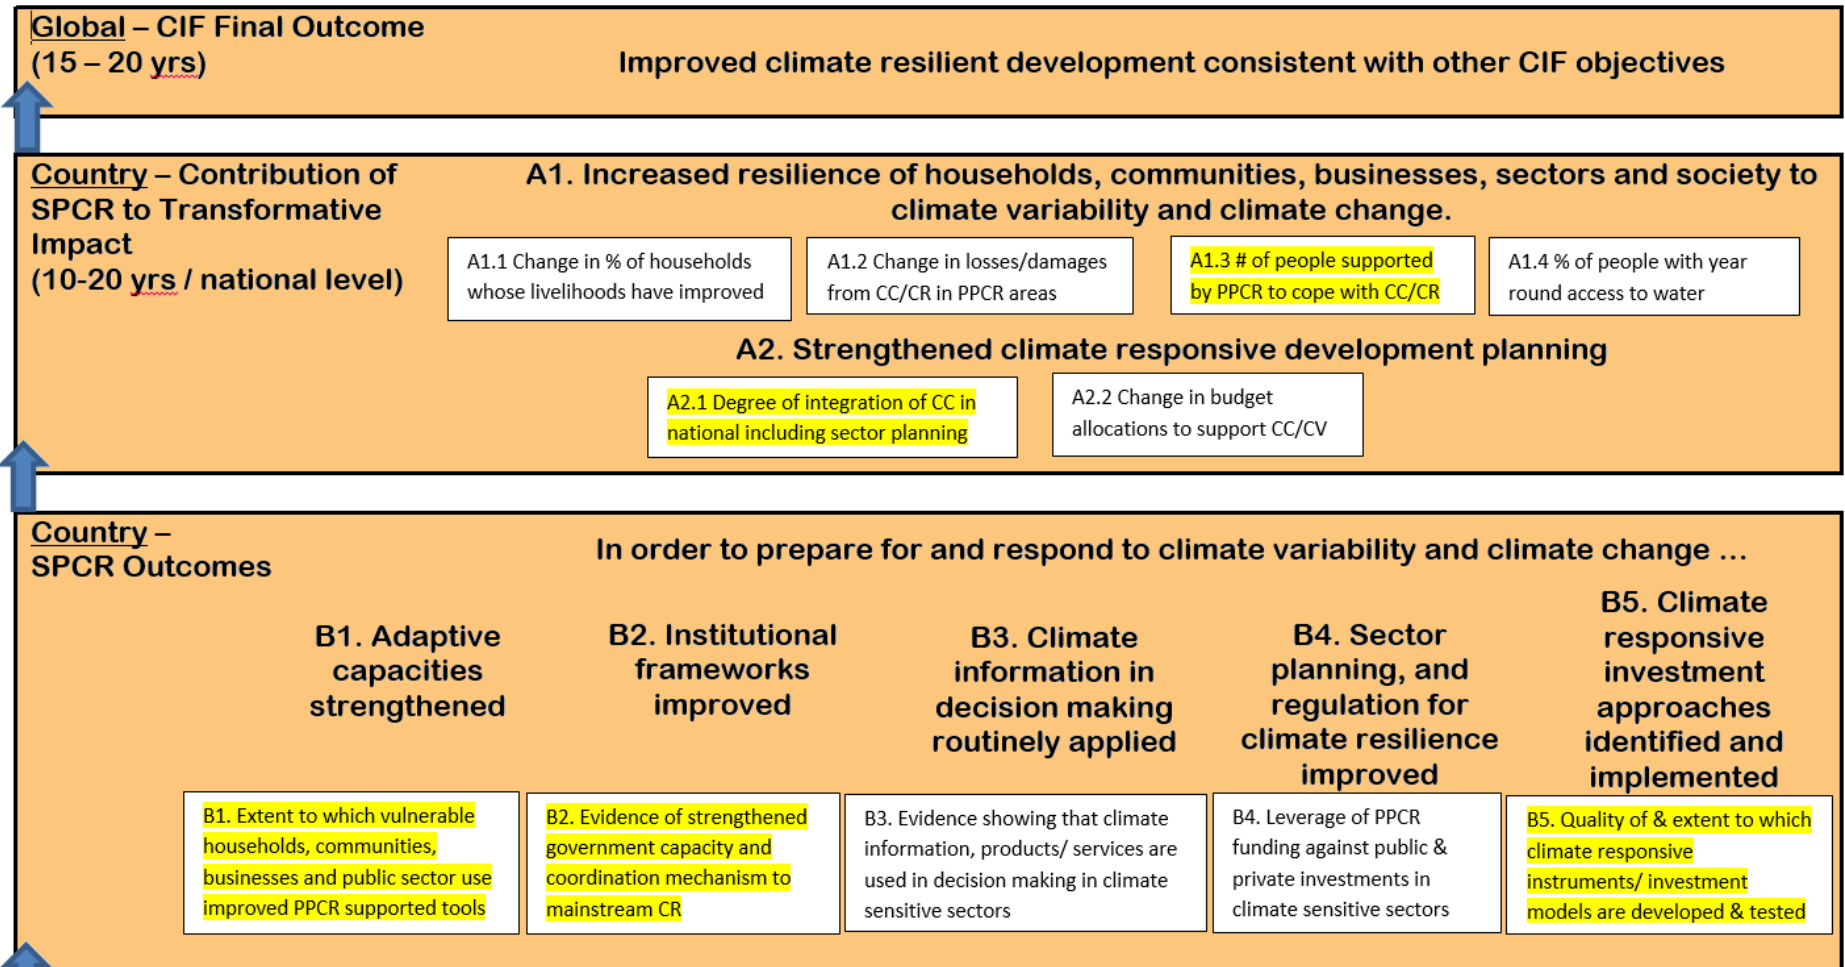 Global – CIF Final Outcome
(15 – 20 yrs)
Improved climate resilient development consistent with other CIF objectives
Country – Contribution of
SPCR to Transformative
Impact
(10-20 yrs / national level)
A1. Increased resilience of households, communities, businesses, sectors and society to
climate variability and climate change.
A1.1 Change in % of households
whose livelihoods have improved
A1.2 Change in losses/damages
from CC/CR in PPCR areas
A1.3 # of people supported
by PPCR to cope with CC/CR
A1.4 % of people with year
round access to water
A2. Strengthened climate responsive development planning
A2.1 Degree of integration of CC in
national including sector planning
A2.2 Change in budget
allocations to support CC/CV
Country –
SPCR Outcomes
In order to prepare for and respond to climate variability and climate change ...
B1. Adaptive
capacities
strengthened
B2. Institutional
frameworks
improved
B3. Climate
information in
decision making
routinely applied
B4. Sector
planning, and
regulation for
climate resilience
improved
B5. Climate
responsive
investment
approaches
identified and
implemented
B1. Extent to which vulnerable
households, communities,
businesses and public sector use
improved PPCR supported tools
B2. Evidence of strengthened
government capacity and
coordination mechanism to
mainstream CR
B3. Evidence showing that climate
information, products/ services are
used in decision making in climate
sensitive sectors
B4. Leverage of PPCR
funding against public &
private investments in
climate sensitive sectors
B5. Quality of & extent to which
climate responsive
instruments/ investment
models are developed & tested